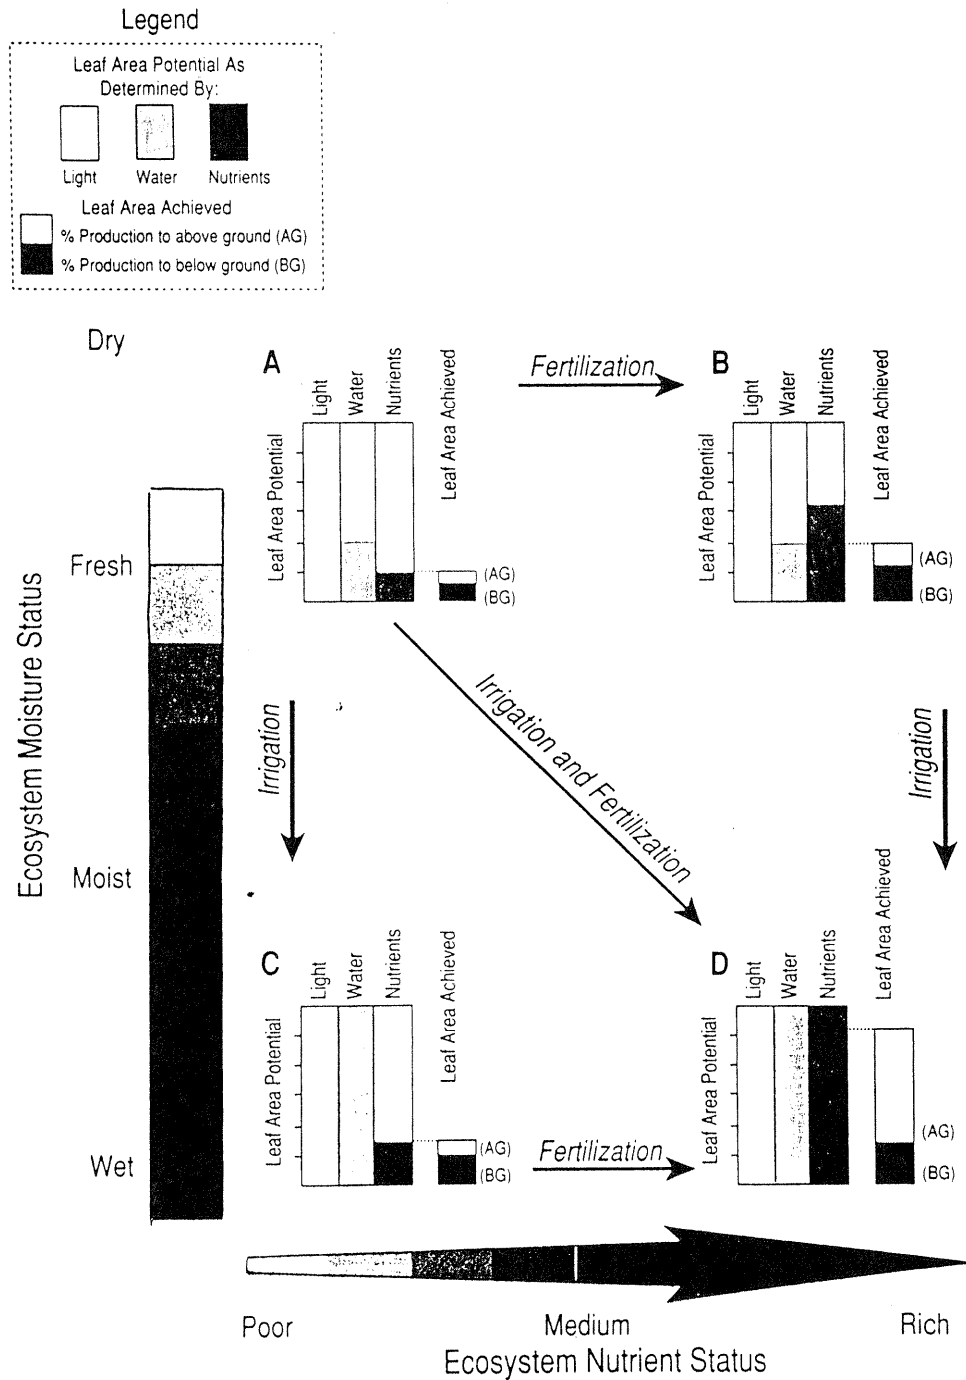 Legend
Leaf Area Potential As
Determined By:
Light Water Nutrients
Leaf Area Achieved
% Production to above ground (AG)
% Production to below ground (BG)
Dry
Fresh
Moist
Wet
Ecosystem Moisture Status
A
Light
Water
Nutrients
Leaf Area Achieved
Leaf Area Potential
(AG)
(BG)
Fertilization
B
Light
Water
Nutrients
Leaf Area Achieved
Leaf Area Potential
(AG)
(BG)
Irrigation
Irrigation and Fertilization
Irrigation
C
Light
Water
Nutrients
Leaf Area Achieved
Leaf Area Potential
(AG)
(BG)
Fertilization
D
Light
Water
Nutrients
Leaf Area Achieved
Leaf Area Potential
(AG)
(BG)
Poor Medium Rich
Ecosystem Nutrient Status